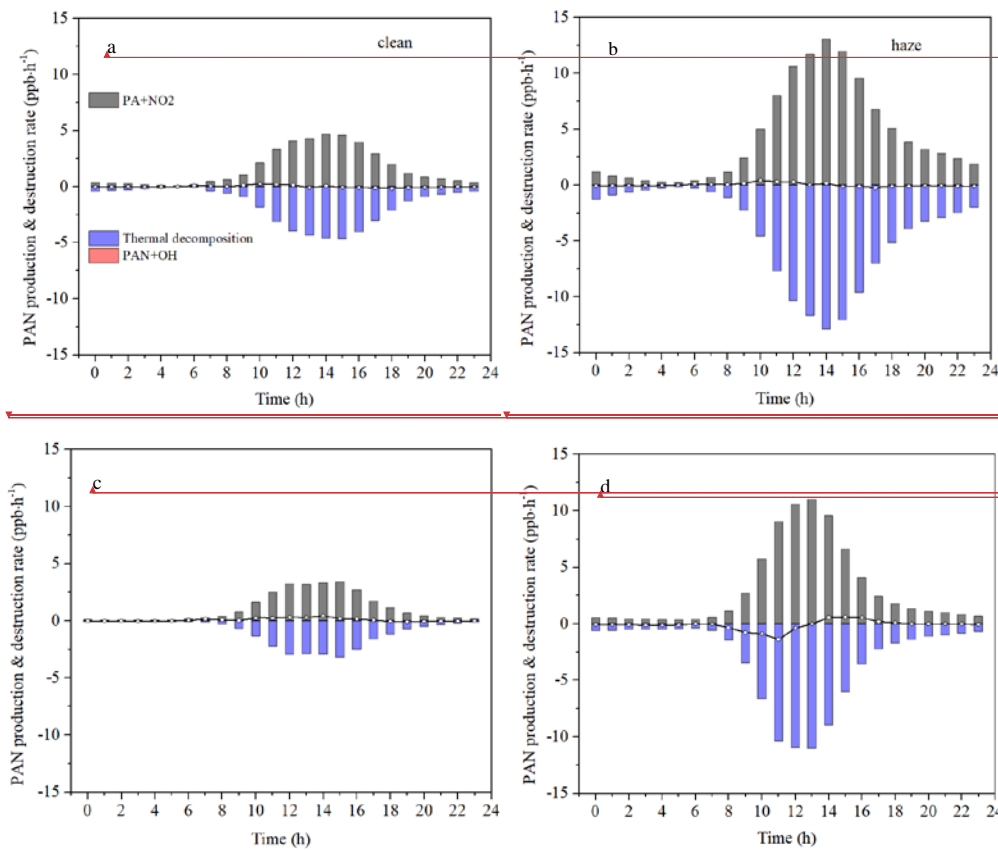 a
clean
PA+NO2
Thermal decomposition
PAN+OH
PAN production & destruction rate (ppb·h-1)
15
10
5
0
-5
-10
-15
0 2 4 6 8 10 12 14 16 18 20 22 24
Time (h)
b
haze
PAN production & destruction rate (ppb·h-1)
15
10
5
0
-5
-10
-15
0 2 4 6 8 10 12 14 16 18 20 22 24
Time (h)
c
PAN production & destruction rate (ppb·h-1)
15
10
5
0
-5
-10
-15
0 2 4 6 8 10 12 14 16 18 20 22 24
Time (h)
d
PAN production & destruction rate (ppb·h-1)
15
10
5
0
-5
-10
-15
0 2 4 6 8 10 12 14 16 18 20 22 24
Time (h)